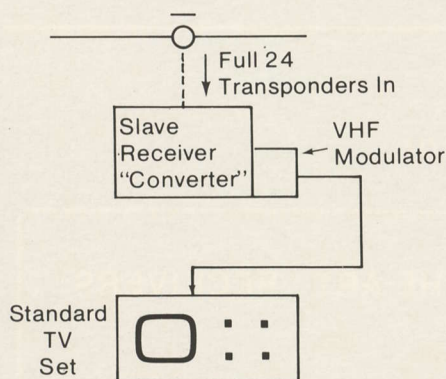 Full 24
Transponders In
Slave
Receiver
"Converter"
VHF
Modulator
Standard
TV
Set